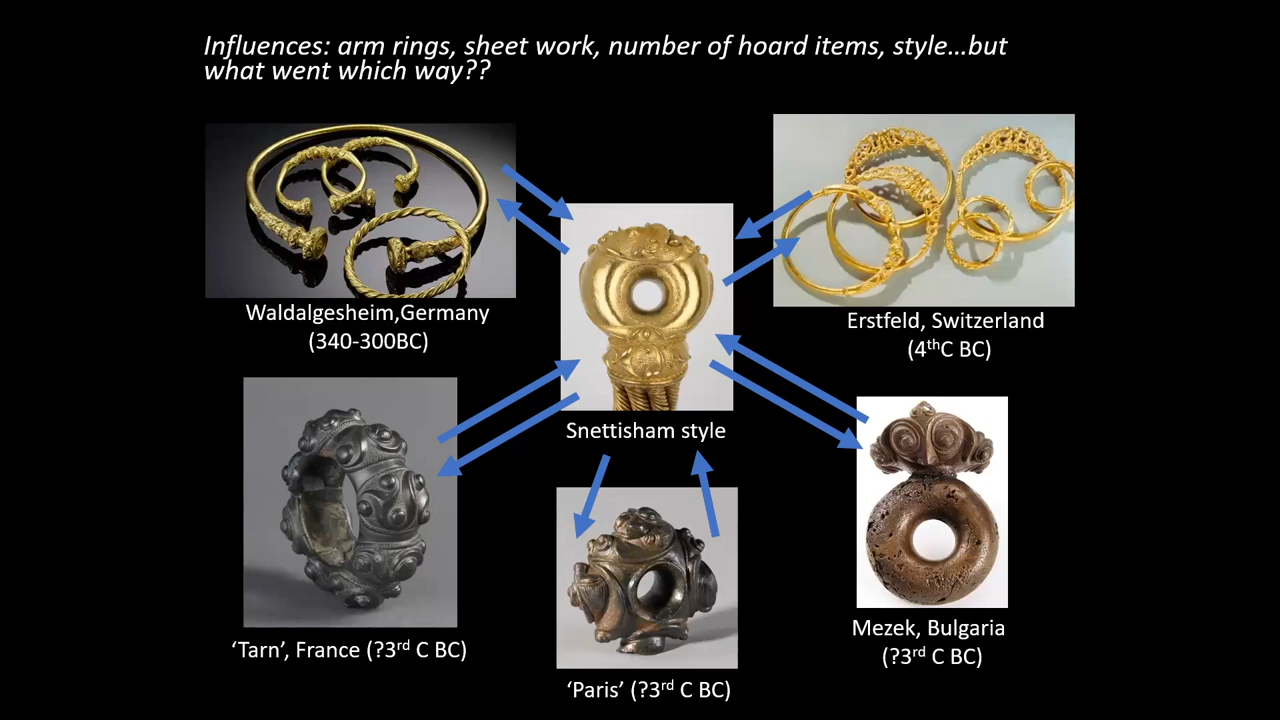 Influences: arm rings, sheet work, number of hoard items, style…but
what went which way??
Waldalgesheim,Germany
(340-300BC)
Erstfeld, Switzerland
(4thC BC)
Snettisham style
‘Tarn’, France (?3rd C BC)
‘Paris’ (?3rd C BC)
Mezek, Bulgaria
(?3rd C BC)